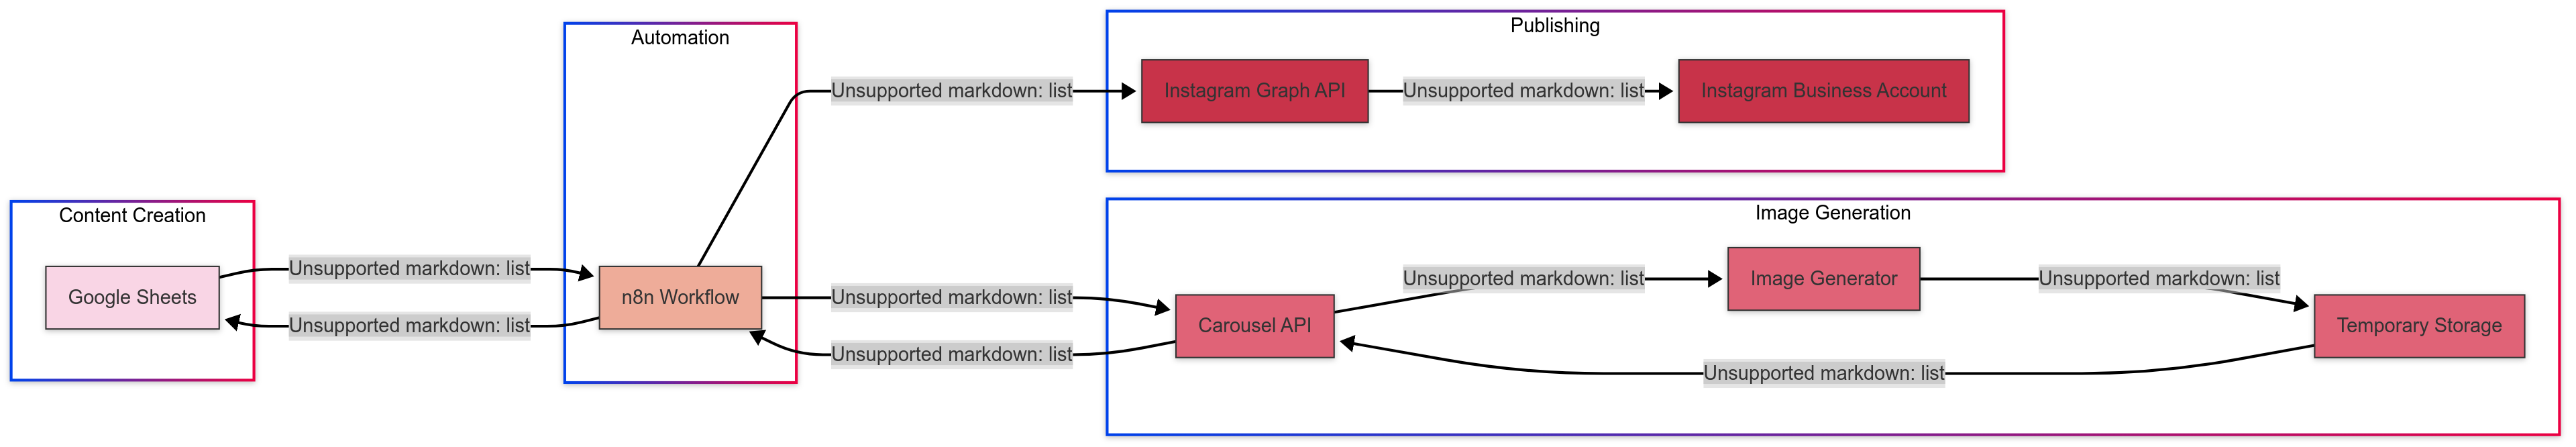 Content Creation
Google Sheets
Unsupported markdown: list
Unsupported markdown: list
Automation
n8n Workflow
Unsupported markdown: list
Unsupported markdown: list
Unsupported markdown: list
Publishing
Instagram Graph API
Unsupported markdown: list
Instagram Business Account
Image Generation
Carousel API
Unsupported markdown: list
Image Generator
Unsupported markdown: list
Temporary Storage
Unsupported markdown: list